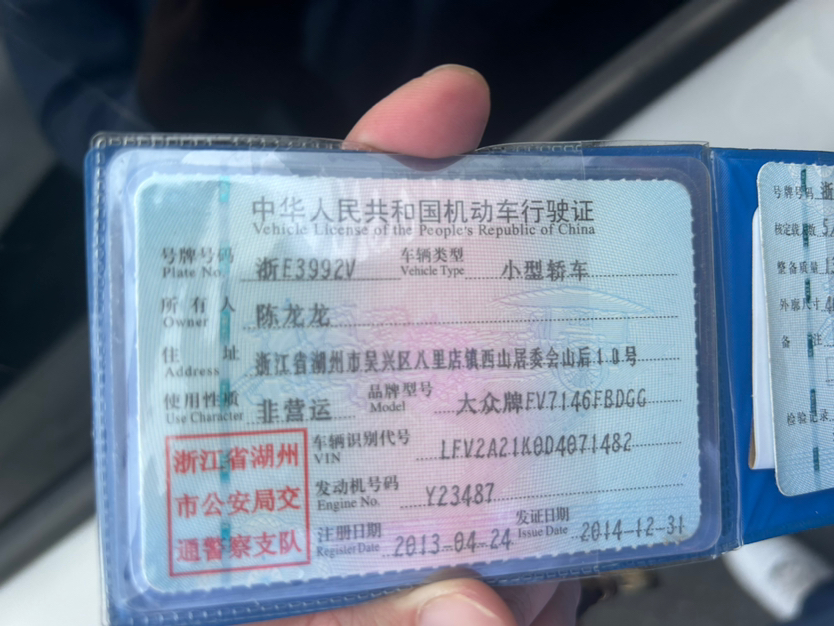 中华人民共和国机动车行驶证
Vehicle License of the People's Republic of China
号牌号码 浙E3992V 车辆类型 小型轿车
Plate No. Vehicle Type
所有人 陈龙龙
Owner
住址 浙江省湖州市吴兴区八里店镇西山居委会山后10号
Address
使用性质 非营运 品牌型号 大众牌FV7146FBDGG
Use Character Model
浙江省湖州
市公安局交
通警察支队
车辆识别代号 LFV2A21K0D4071482
VIN
发动机号码 Y23487
Engine No.
注册日期 2013-04-24 发证日期 2014-12-31
Register Date Issue Date
号牌号码 浙
核定载人数
整备质量
外廓尺寸
备注
检验记录